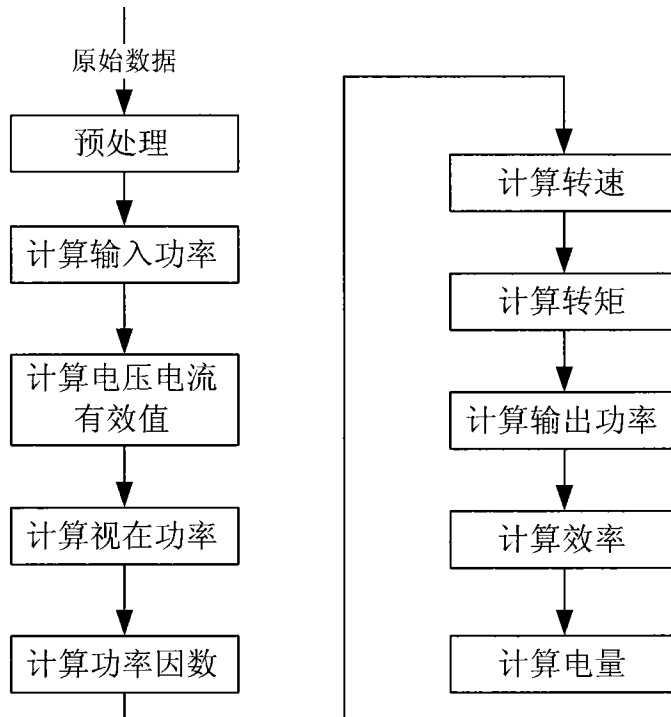 原始数据
预处理
计算输入功率
计算电压电流
有效值
计算视在功率
计算功率因数
计算转速
计算转矩
计算输出功率
计算效率
计算电量